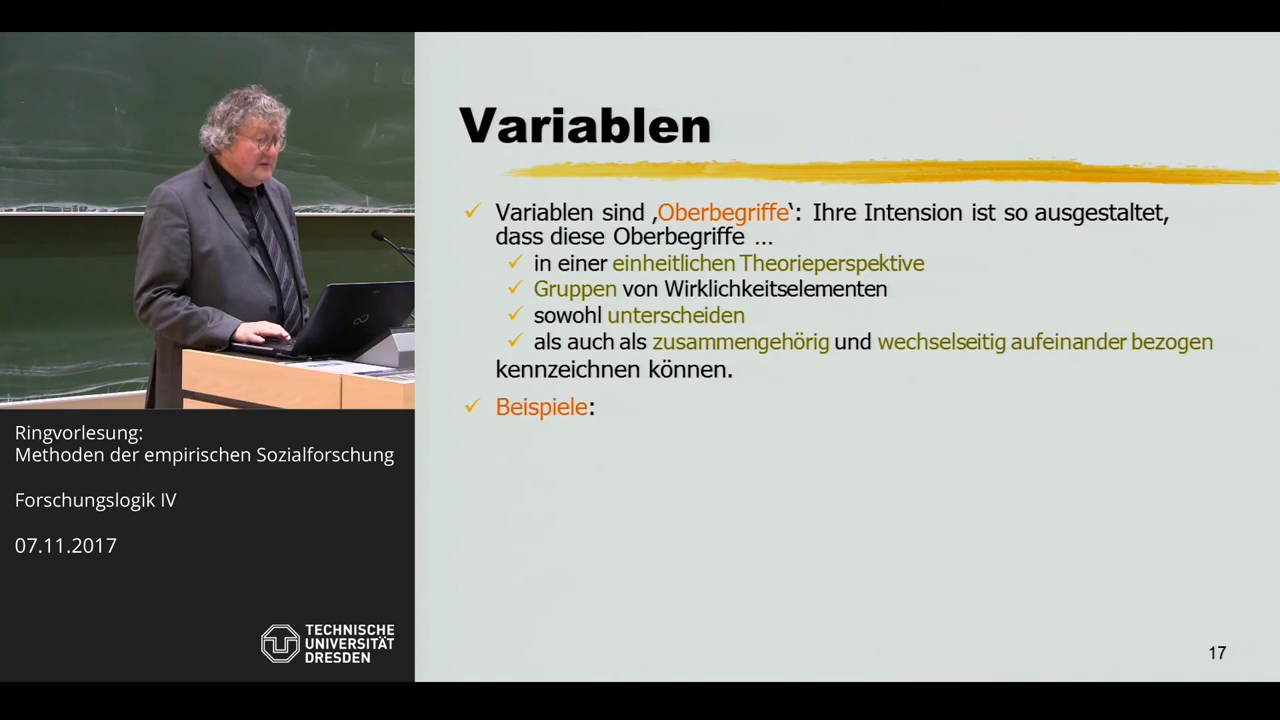 Variablen
Variablen sind ‚Oberbegriffe‘: Ihre Intension ist so ausgestaltet,
dass diese Oberbegriffe …
in einer einheitlichen Theorieperspektive
Gruppen von Wirklichkeitselementen
sowohl unterscheiden
als auch als zusammengehörig und wechselseitig aufeinander bezogen
kennzeichnen können.
Beispiele:
Ringvorlesung:
Methoden der empirischen Sozialforschung
Forschungslogik IV
07.11.2017
TECHNISCHE
UNIVERSITÄT
DRESDEN
17